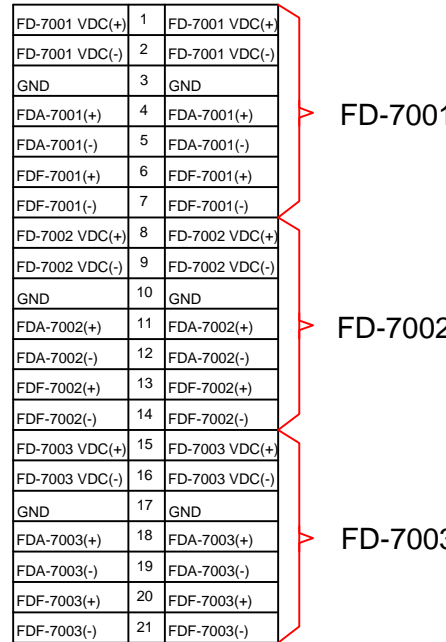 FD-7001 VDC(+) 1 FD-7001 VDC(+)
FD-7001 VDC(-) 2 FD-7001 VDC(-)
GND 3 GND
FDA-7001(+) 4 FDA-7001(+)
FDA-7001(-) 5 FDA-7001(-)
FDF-7001(+) 6 FDF-7001(+)
FDF-7001(-) 7 FDF-7001(-)
FD-7001
FD-7002 VDC(+) 8 FD-7002 VDC(+)
FD-7002 VDC(-) 9 FD-7002 VDC(-)
GND 10 GND
FDA-7002(+) 11 FDA-7002(+)
FDA-7002(-) 12 FDA-7002(-)
FDF-7002(+) 13 FDF-7002(+)
FDF-7002(-) 14 FDF-7002(-)
FD-7002
FD-7003 VDC(+) 15 FD-7003 VDC(+)
FD-7003 VDC(-) 16 FD-7003 VDC(-)
GND 17 GND
FDA-7003(+) 18 FDA-7003(+)
FDA-7003(-) 19 FDA-7003(-)
FDF-7003(+) 20 FDF-7003(+)
FDF-7003(-) 21 FDF-7003(-)
FD-7003